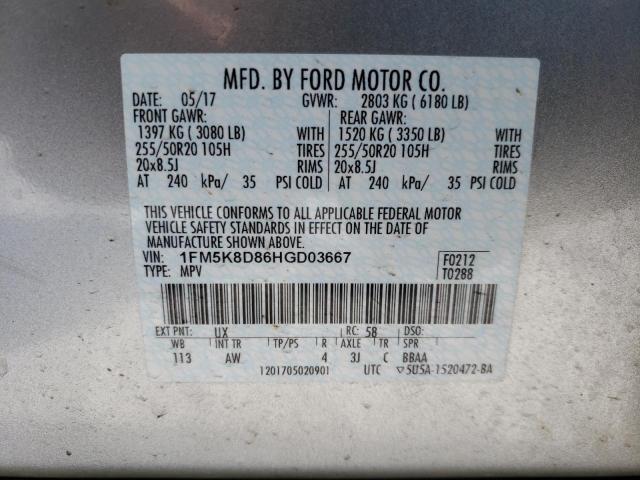 MFD. BY FORD MOTOR CO.
DATE: 05/17 GVWR: 2803 KG ( 6180 LB)
FRONT GAWR: REAR GAWR:
1397 KG ( 3080 LB) WITH 1520 KG ( 3350 LB) WITH
255/50R20 105H TIRES 255/50R20 105H TIRES
20x8.5J RIMS 20x8.5J RIMS
AT 240 kPa/ 35 PSI COLD AT 240 kPa/ 35 PSI COLD
THIS VEHICLE CONFORMS TO ALL APPLICABLE FEDERAL MOTOR
VEHICLE SAFETY STANDARDS IN EFFECT ON THE DATE OF
MANUFACTURE SHOWN ABOVE.
VIN: 1FM5K8D86HGD03667 F0212
TYPE: MPV T0288
EXT PNT: UX RC: 58 DSO:
WB INT TR TP/PS R AXLE TR SPR
113 AW 4 3J C BBAA
1201705020901 UTC ▽5U5A-1520472-BA